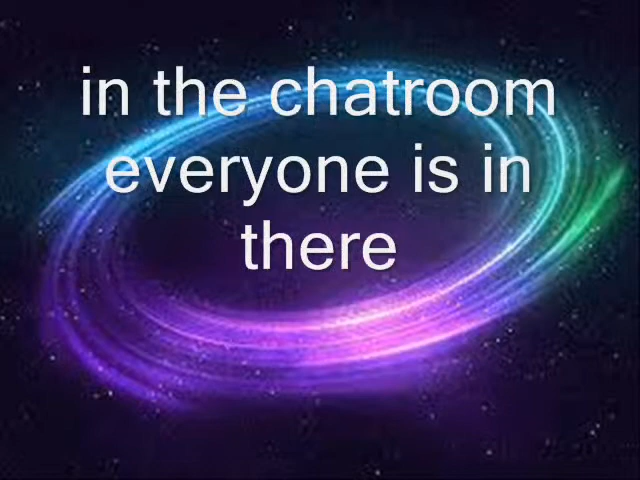 in the chatroom
everyone is in
there